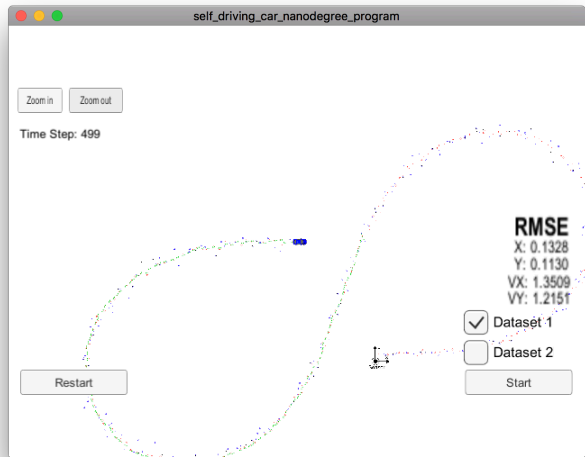 self_driving_car_nanodegree_program
Zoom in
Zoom out
Time Step: 499
RMSE
X: 0.1328
Y: 0.1130
VX: 1.3509
VY: 1.2151
Dataset 1
Dataset 2
Restart
Start